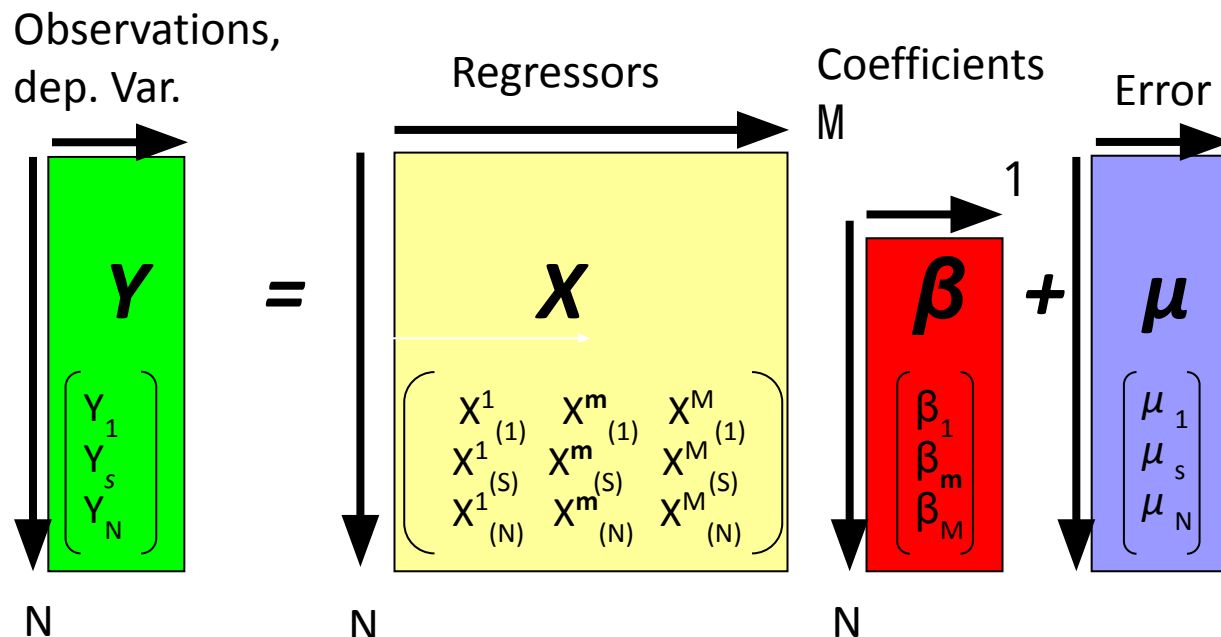 Observations,
dep. Var.
Regressors
Coefficients
M
Error
1
Y = X β + μ
Y1 X1(1) Xm(1) XM(1) β1 μ1
Ys X1(S) Xm(S) XM(S) βm μs
YN X1(N) Xm(N) XM(N) βM μN
N N N N